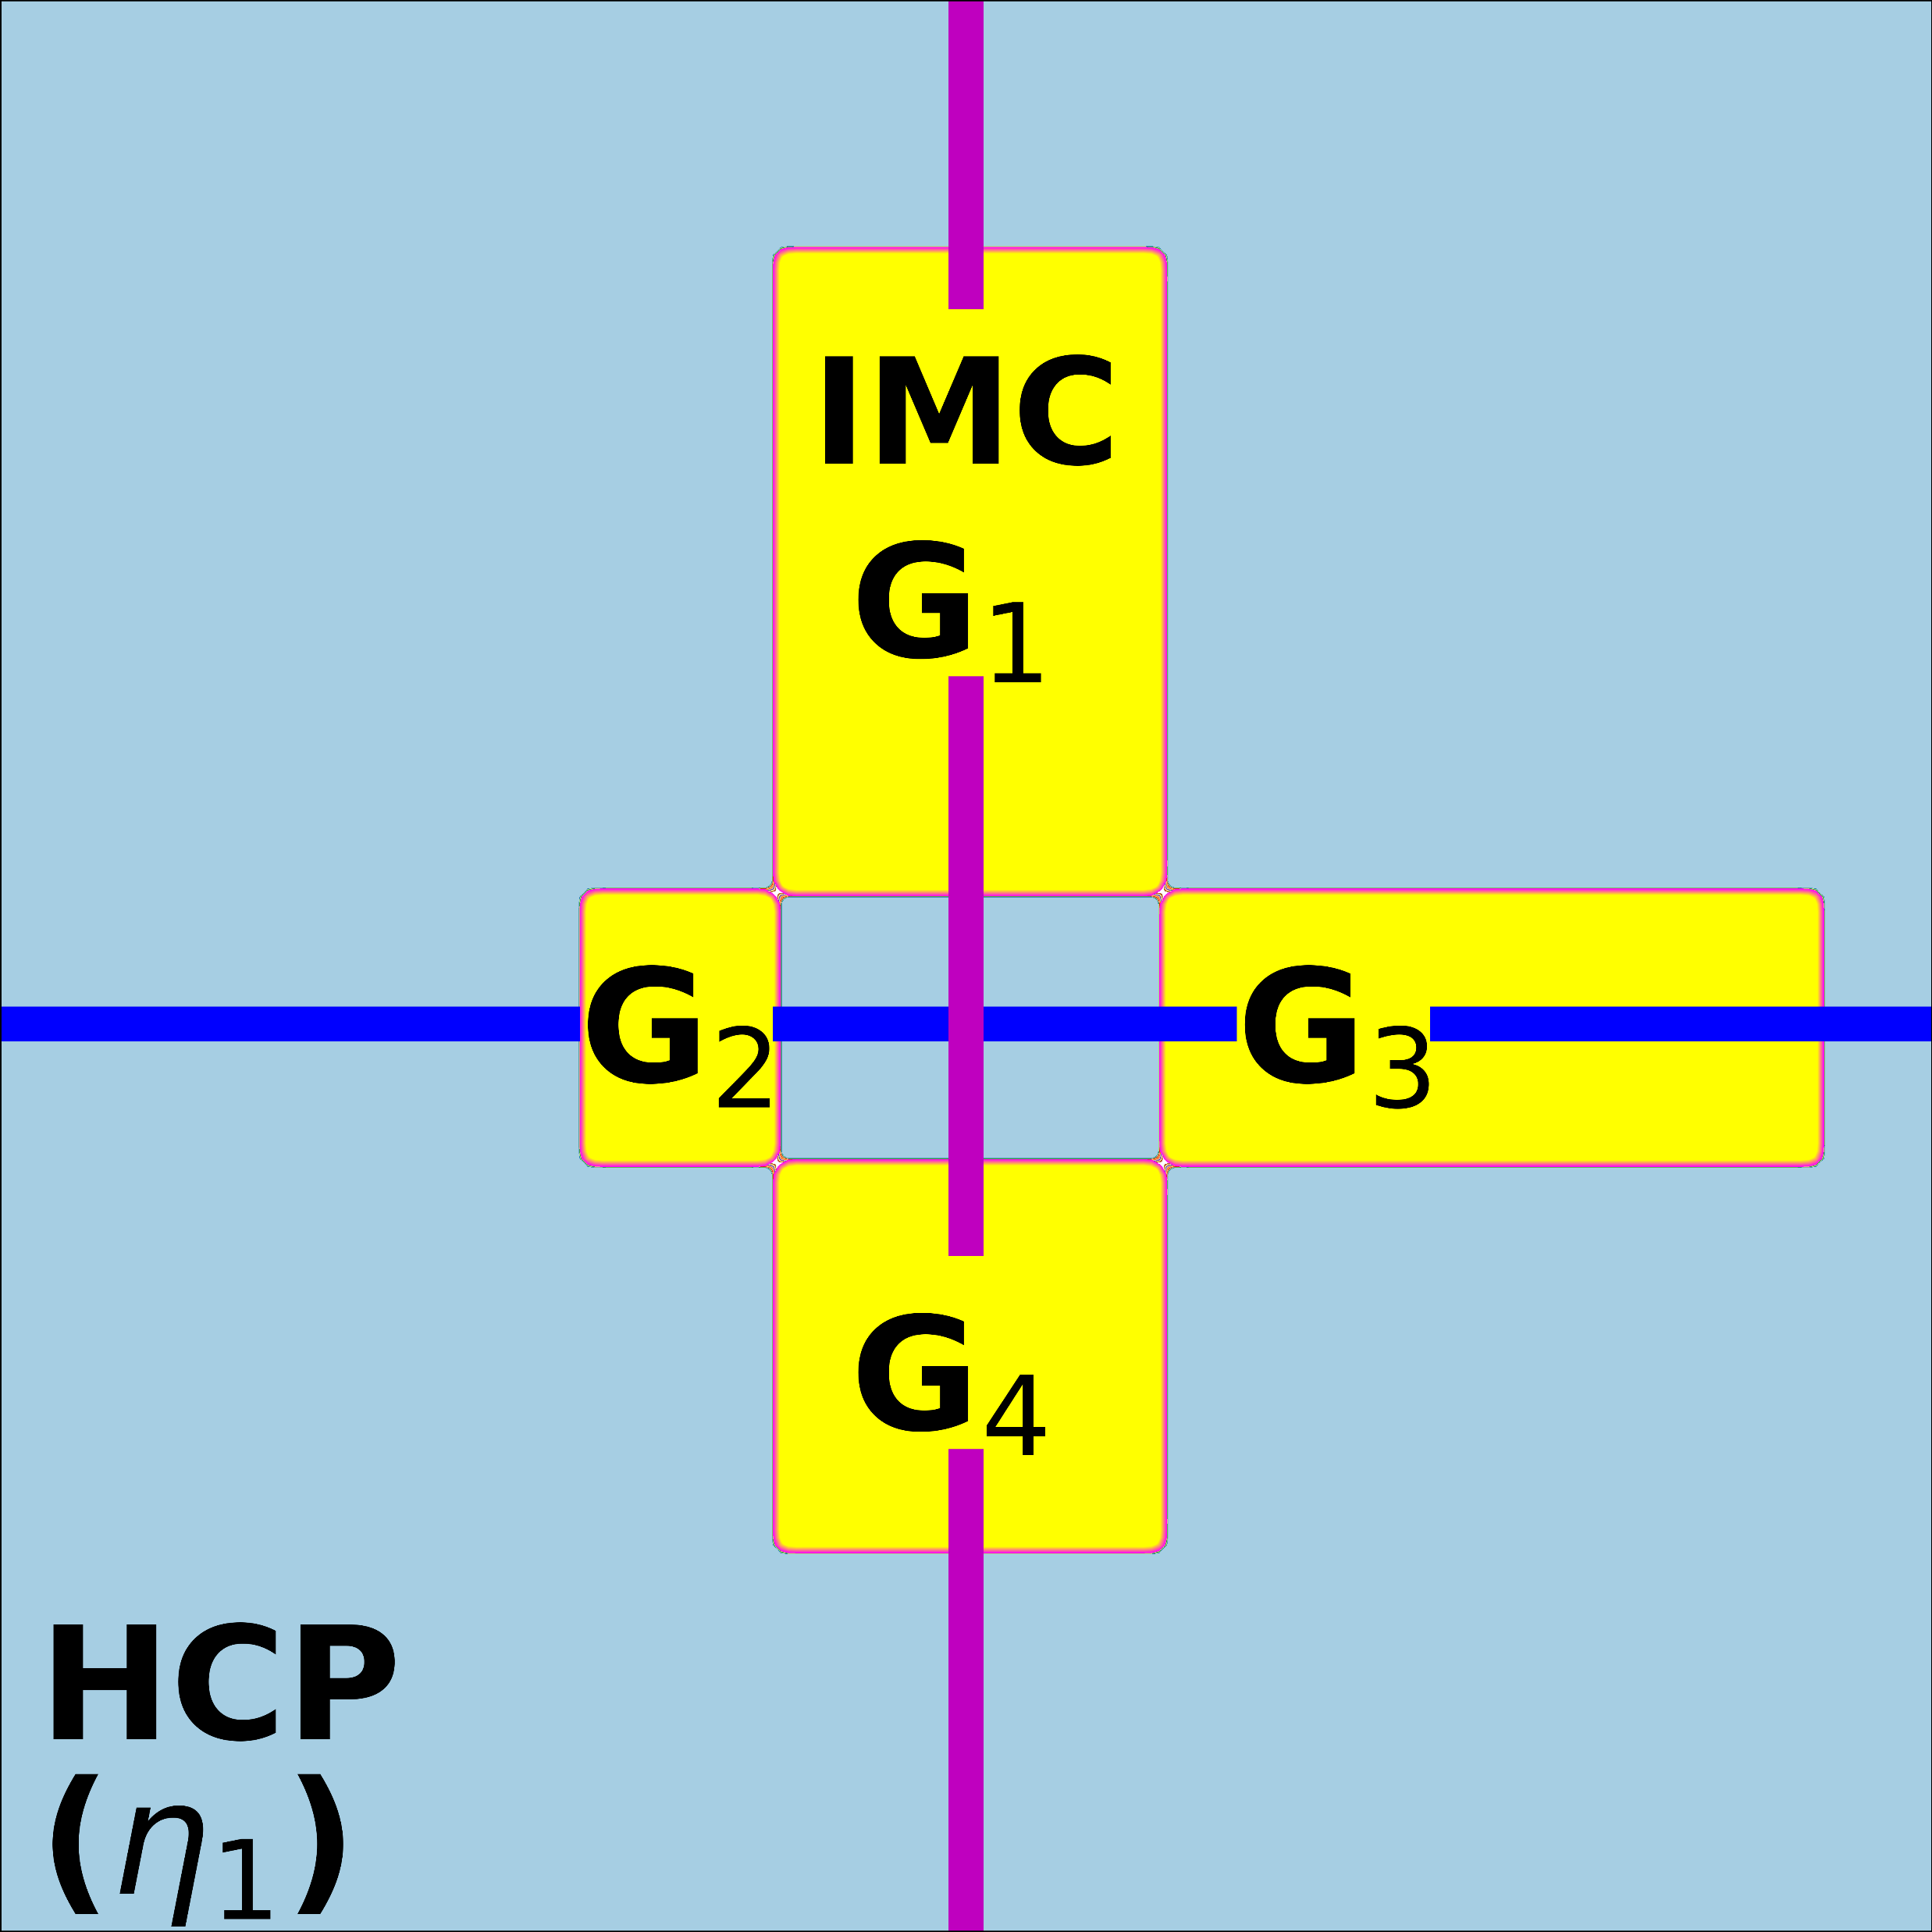 IMC
G₁
G₂ G₃
G₄
HCP
(η₁)